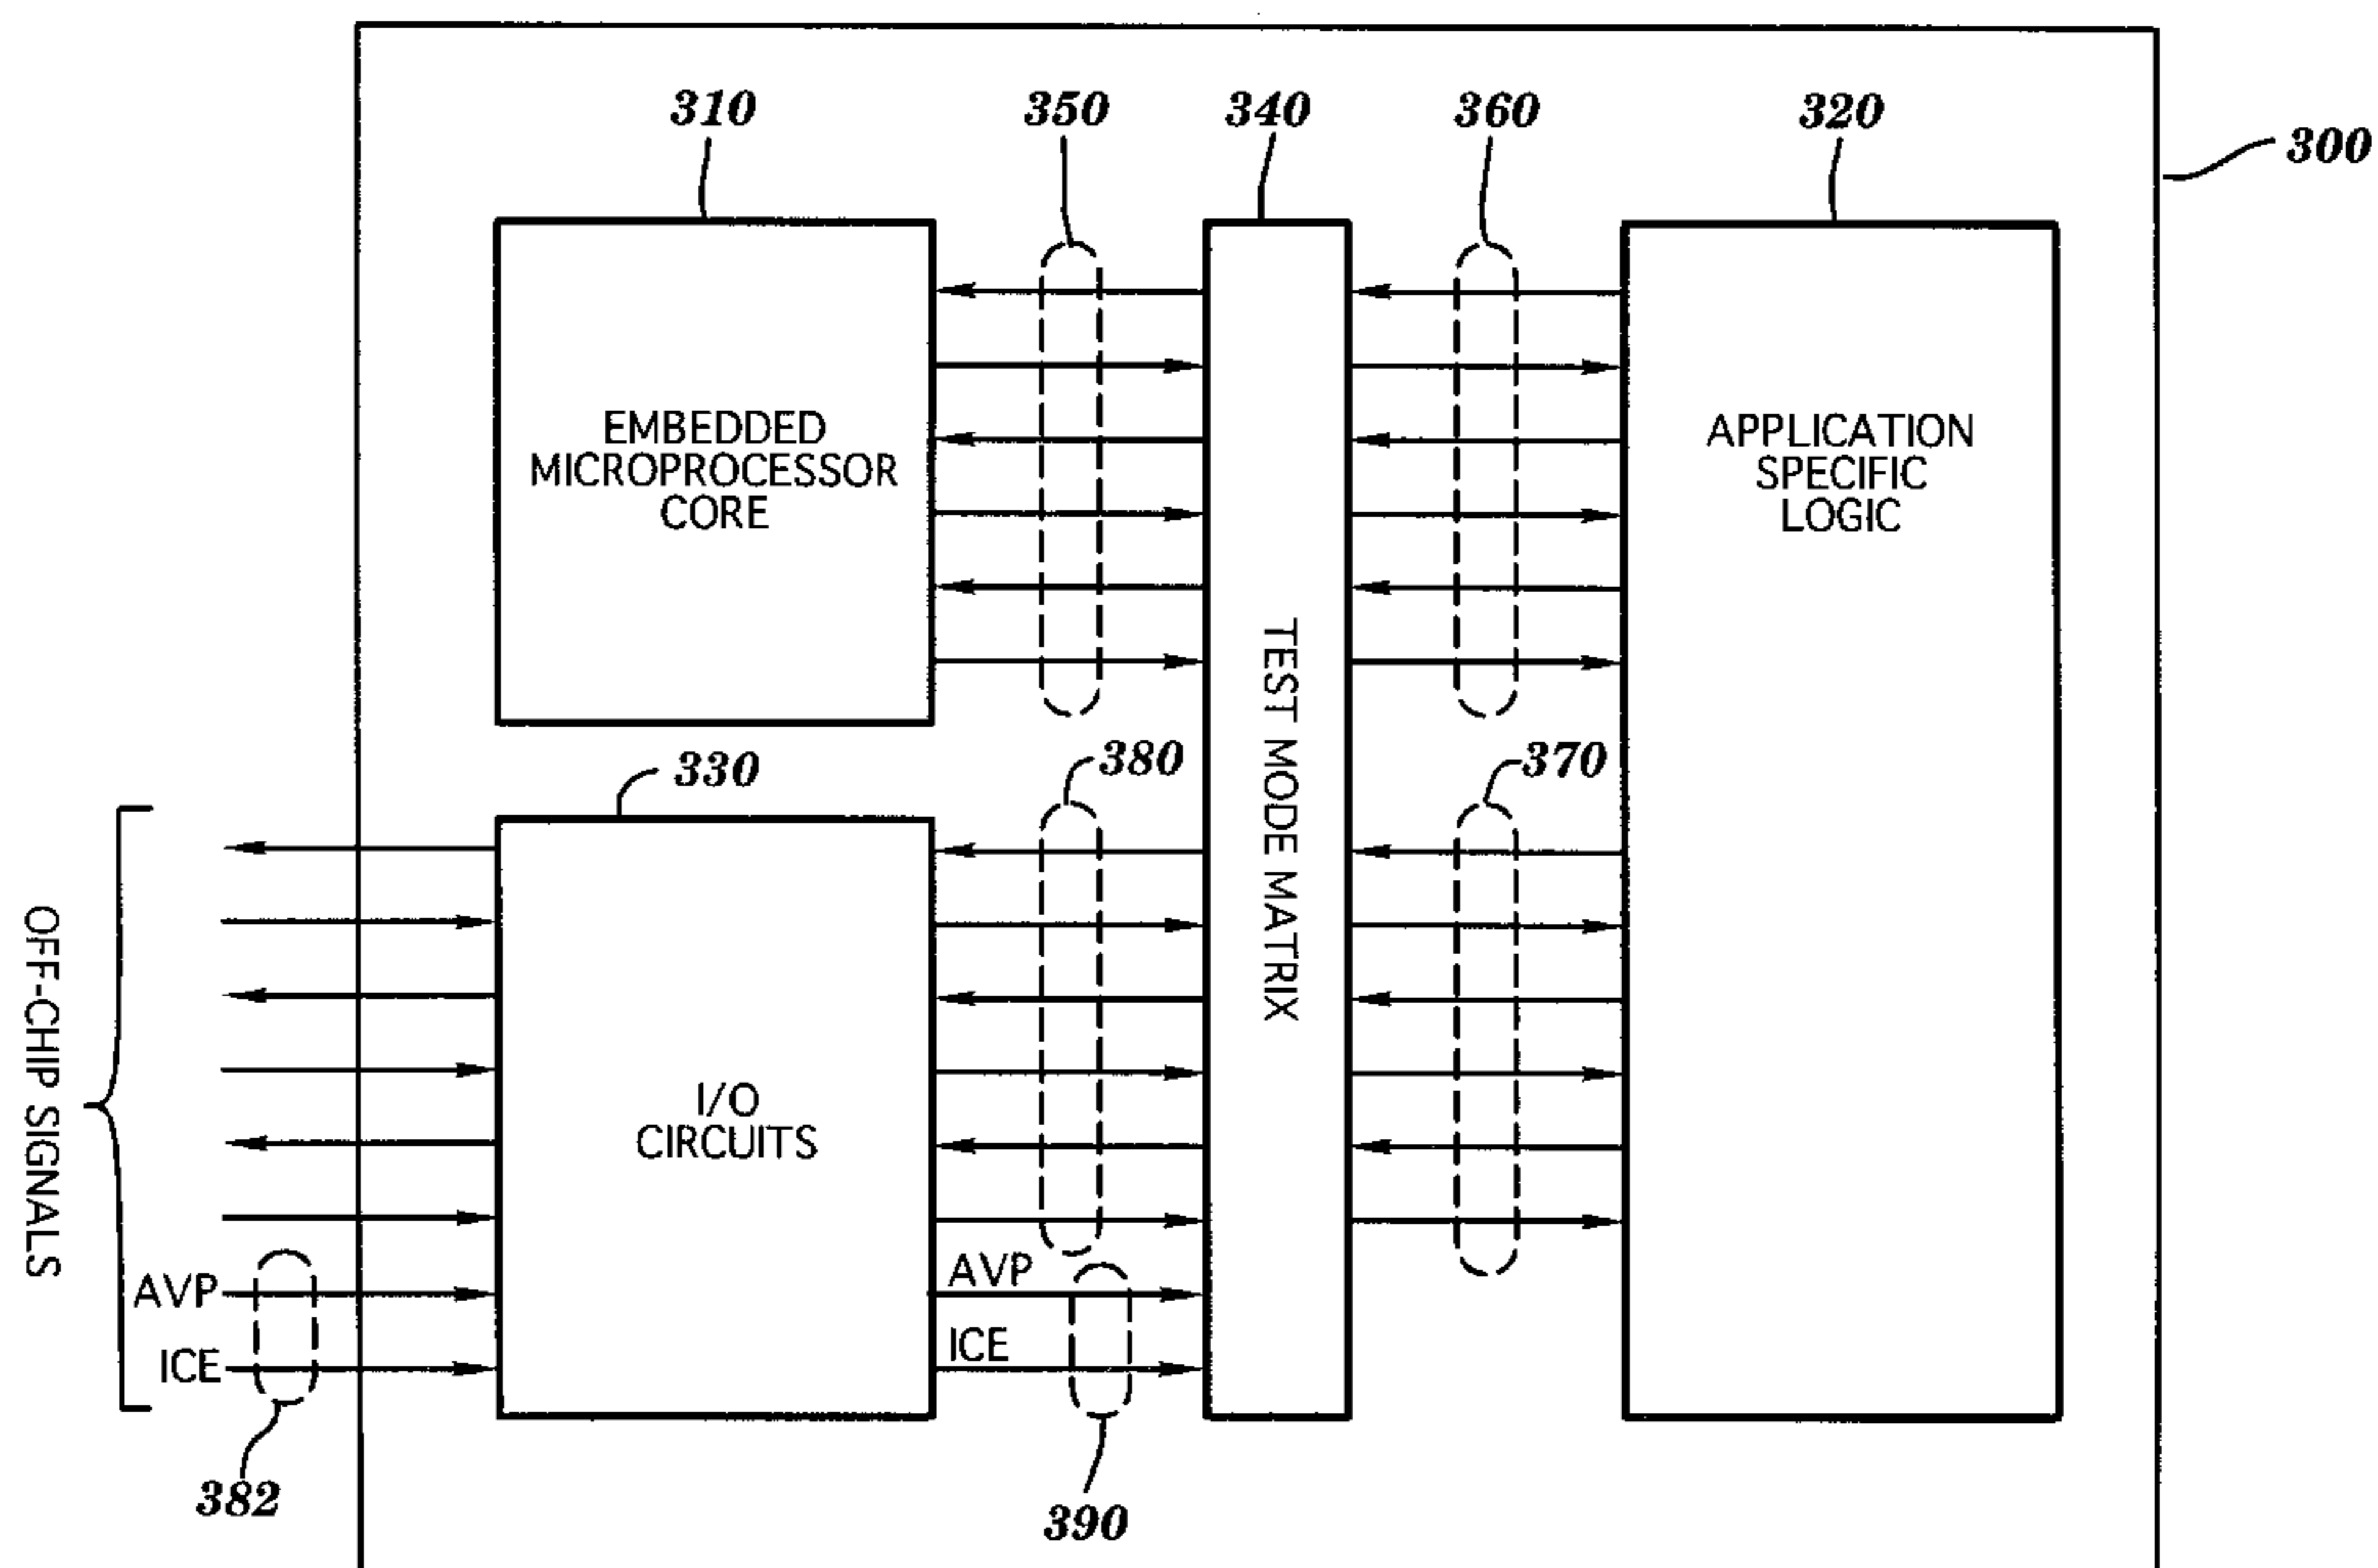 310
350
340
360
320
300
EMBEDDED
MICROPROCESSOR
CORE
APPLICATION
SPECIFIC
LOGIC
TEST MODE MATRIX
330
380
370
OFF-CHIP SIGNALS
I/O
CIRCUITS
AVP
AVP
ICE
ICE
382
390